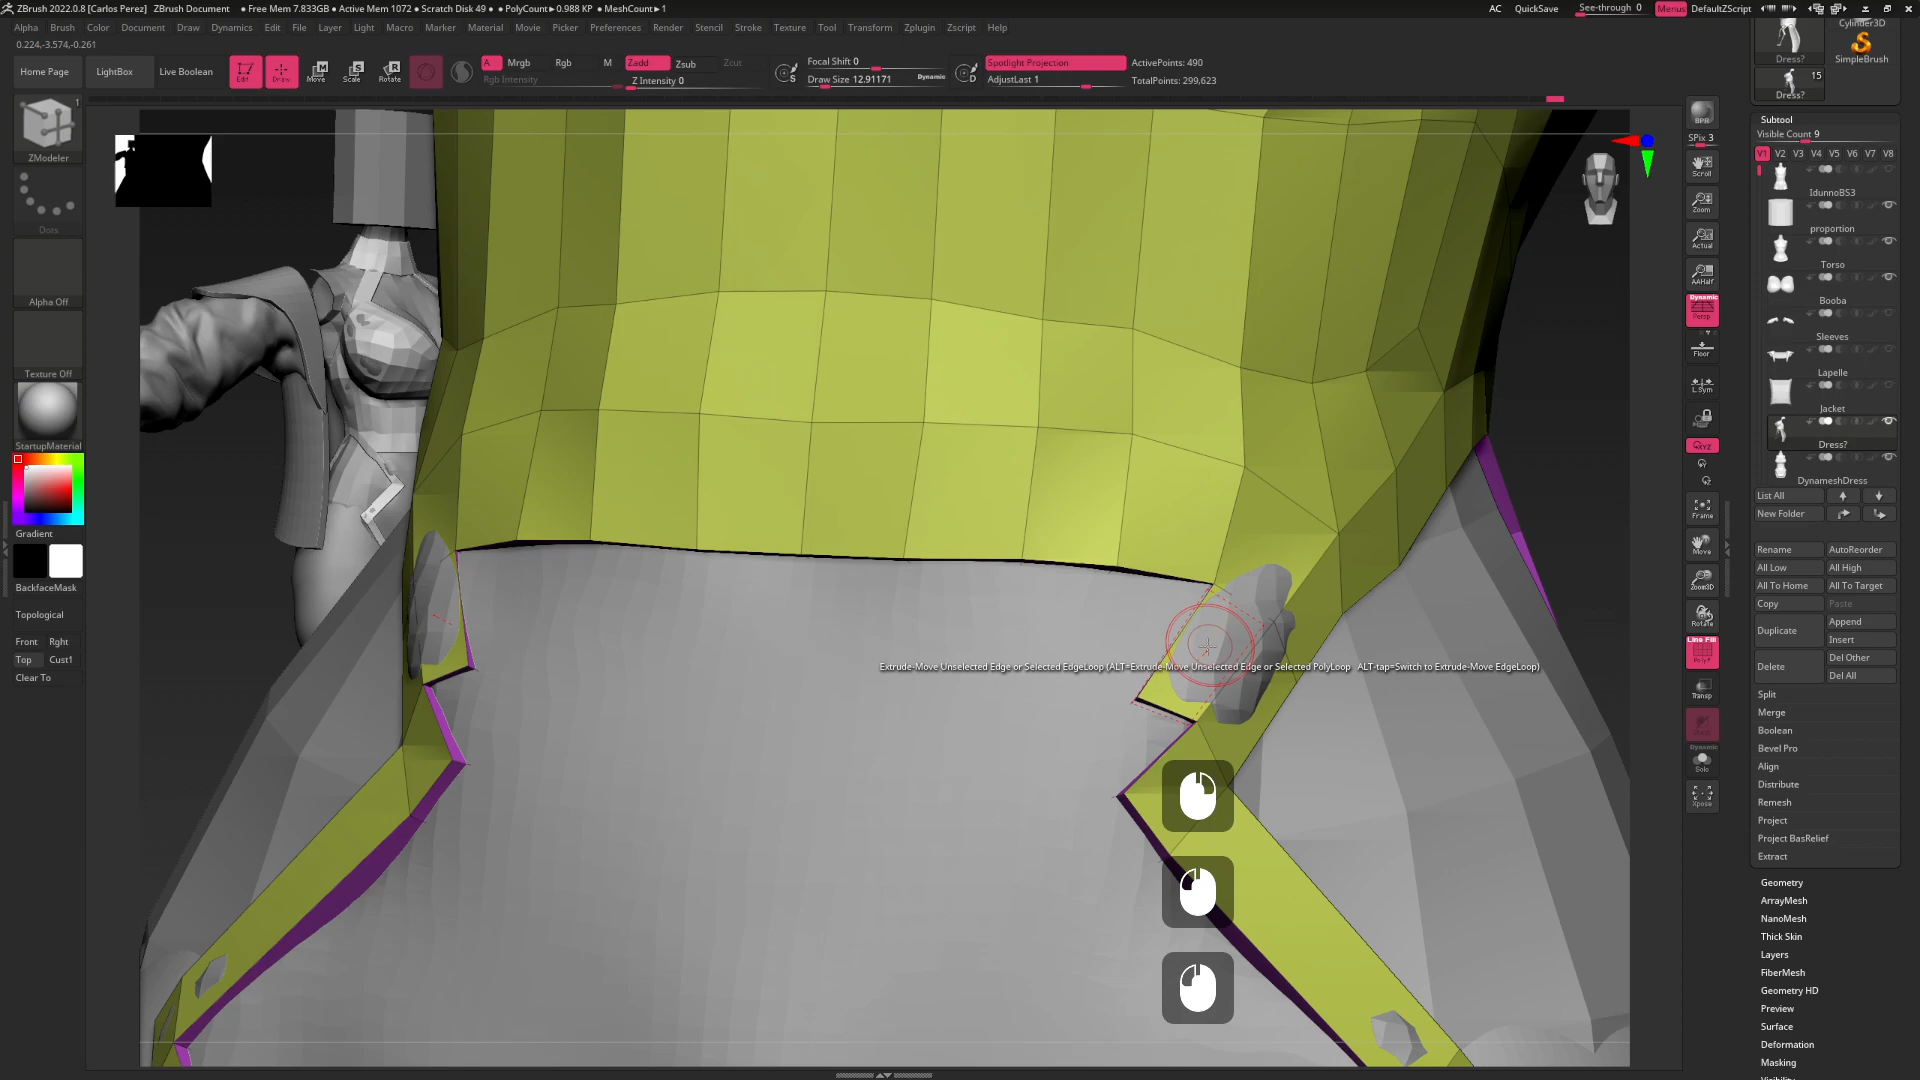 ZBrush 2022.0.8 [Carlos Perez] ZBrush Document ● Free Mem 7.833GB ● Active Mem 1072 ● Scratch Disk 49 ● ● PolyCount▸ 0.988 KP ● MeshCount▸ 1
AC QuickSave See-through 0 Menus DefaultZScript
Alpha Brush Color Document Draw Dynamics Edit File Layer Light Macro Marker Material Movie Picker Preferences Render Stencil Stroke Texture Tool Transform Zplugin Zscript Help
0.224,-3.574,-0.261
Home Page LightBox Live Boolean Edit Draw Move Scale Rotate
A Mrgb Rgb M
Rgb Intensity
Zadd Zsub Zcut
Z Intensity 0
Focal Shift 0
Draw Size 12.91171 Dynamic
Spotlight Projection
AdjustLast 1
ActivePoints: 490
TotalPoints: 299,623
1
ZModeler
Dots
Alpha Off
Texture Off
StartupMaterial
Gradient
BackfaceMask
Topological
Front Rght
Top Cust1
Clear To
Extrude-Move Unselected Edge or Selected EdgeLoop (ALT=Extrude-Move Unselected Edge or Selected PolyLoop ALT-tap=Switch to Extrude-Move EdgeLoop)
BPR
SPix 3
Scroll
Zoom
Actual
AAHalf
Dynamic
Persp
Floor
L.Sym
Frame
Move
Zoom3D
Rotate
Line Fill
PolyF
Transp
Dynamic
Solo
Xpose
Cylinder3D
Dress?
SimpleBrush
15
Dress?
Subtool
Visible Count 9
V1 V2 V3 V4 V5 V6 V7 V8
IdunnoBS3
proportion
Torso
Booba
Sleeves
Lapelle
Jacket
Dress?
DynameshDress
List All
New Folder
Rename AutoReorder
All Low All High
All To Home All To Target
Copy Paste
Duplicate Append
Insert
Delete Del Other
Del All
Split
Merge
Boolean
Bevel Pro
Align
Distribute
Remesh
Project
Project BasRelief
Extract
Geometry
ArrayMesh
NanoMesh
Thick Skin
Layers
FiberMesh
Geometry HD
Preview
Surface
Deformation
Masking